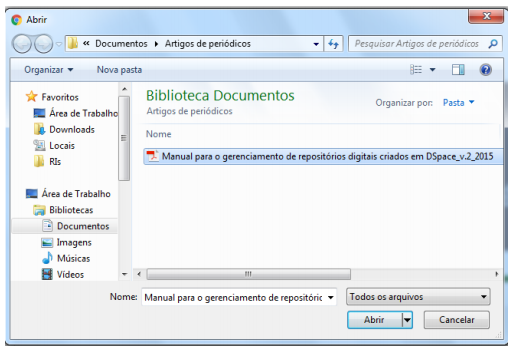 Abrir
« Documentos ▸ Artigos de periódicos
Pesquisar Artigos de periódicos
Organizar
Nova pasta
Favoritos
Área de Trabalho
Downloads
Locais
RIs
Área de Trabalho
Bibliotecas
Documentos
Imagens
Músicas
Vídeos
Biblioteca Documentos
Artigos de periódicos
Organizar por: Pasta
Nome
Manual para o gerenciamento de repositórios digitais criados em DSpace_v.2_2015
Nome: Manual para o gerenciamento de repositóric
Todos os arquivos
Abrir
Cancelar